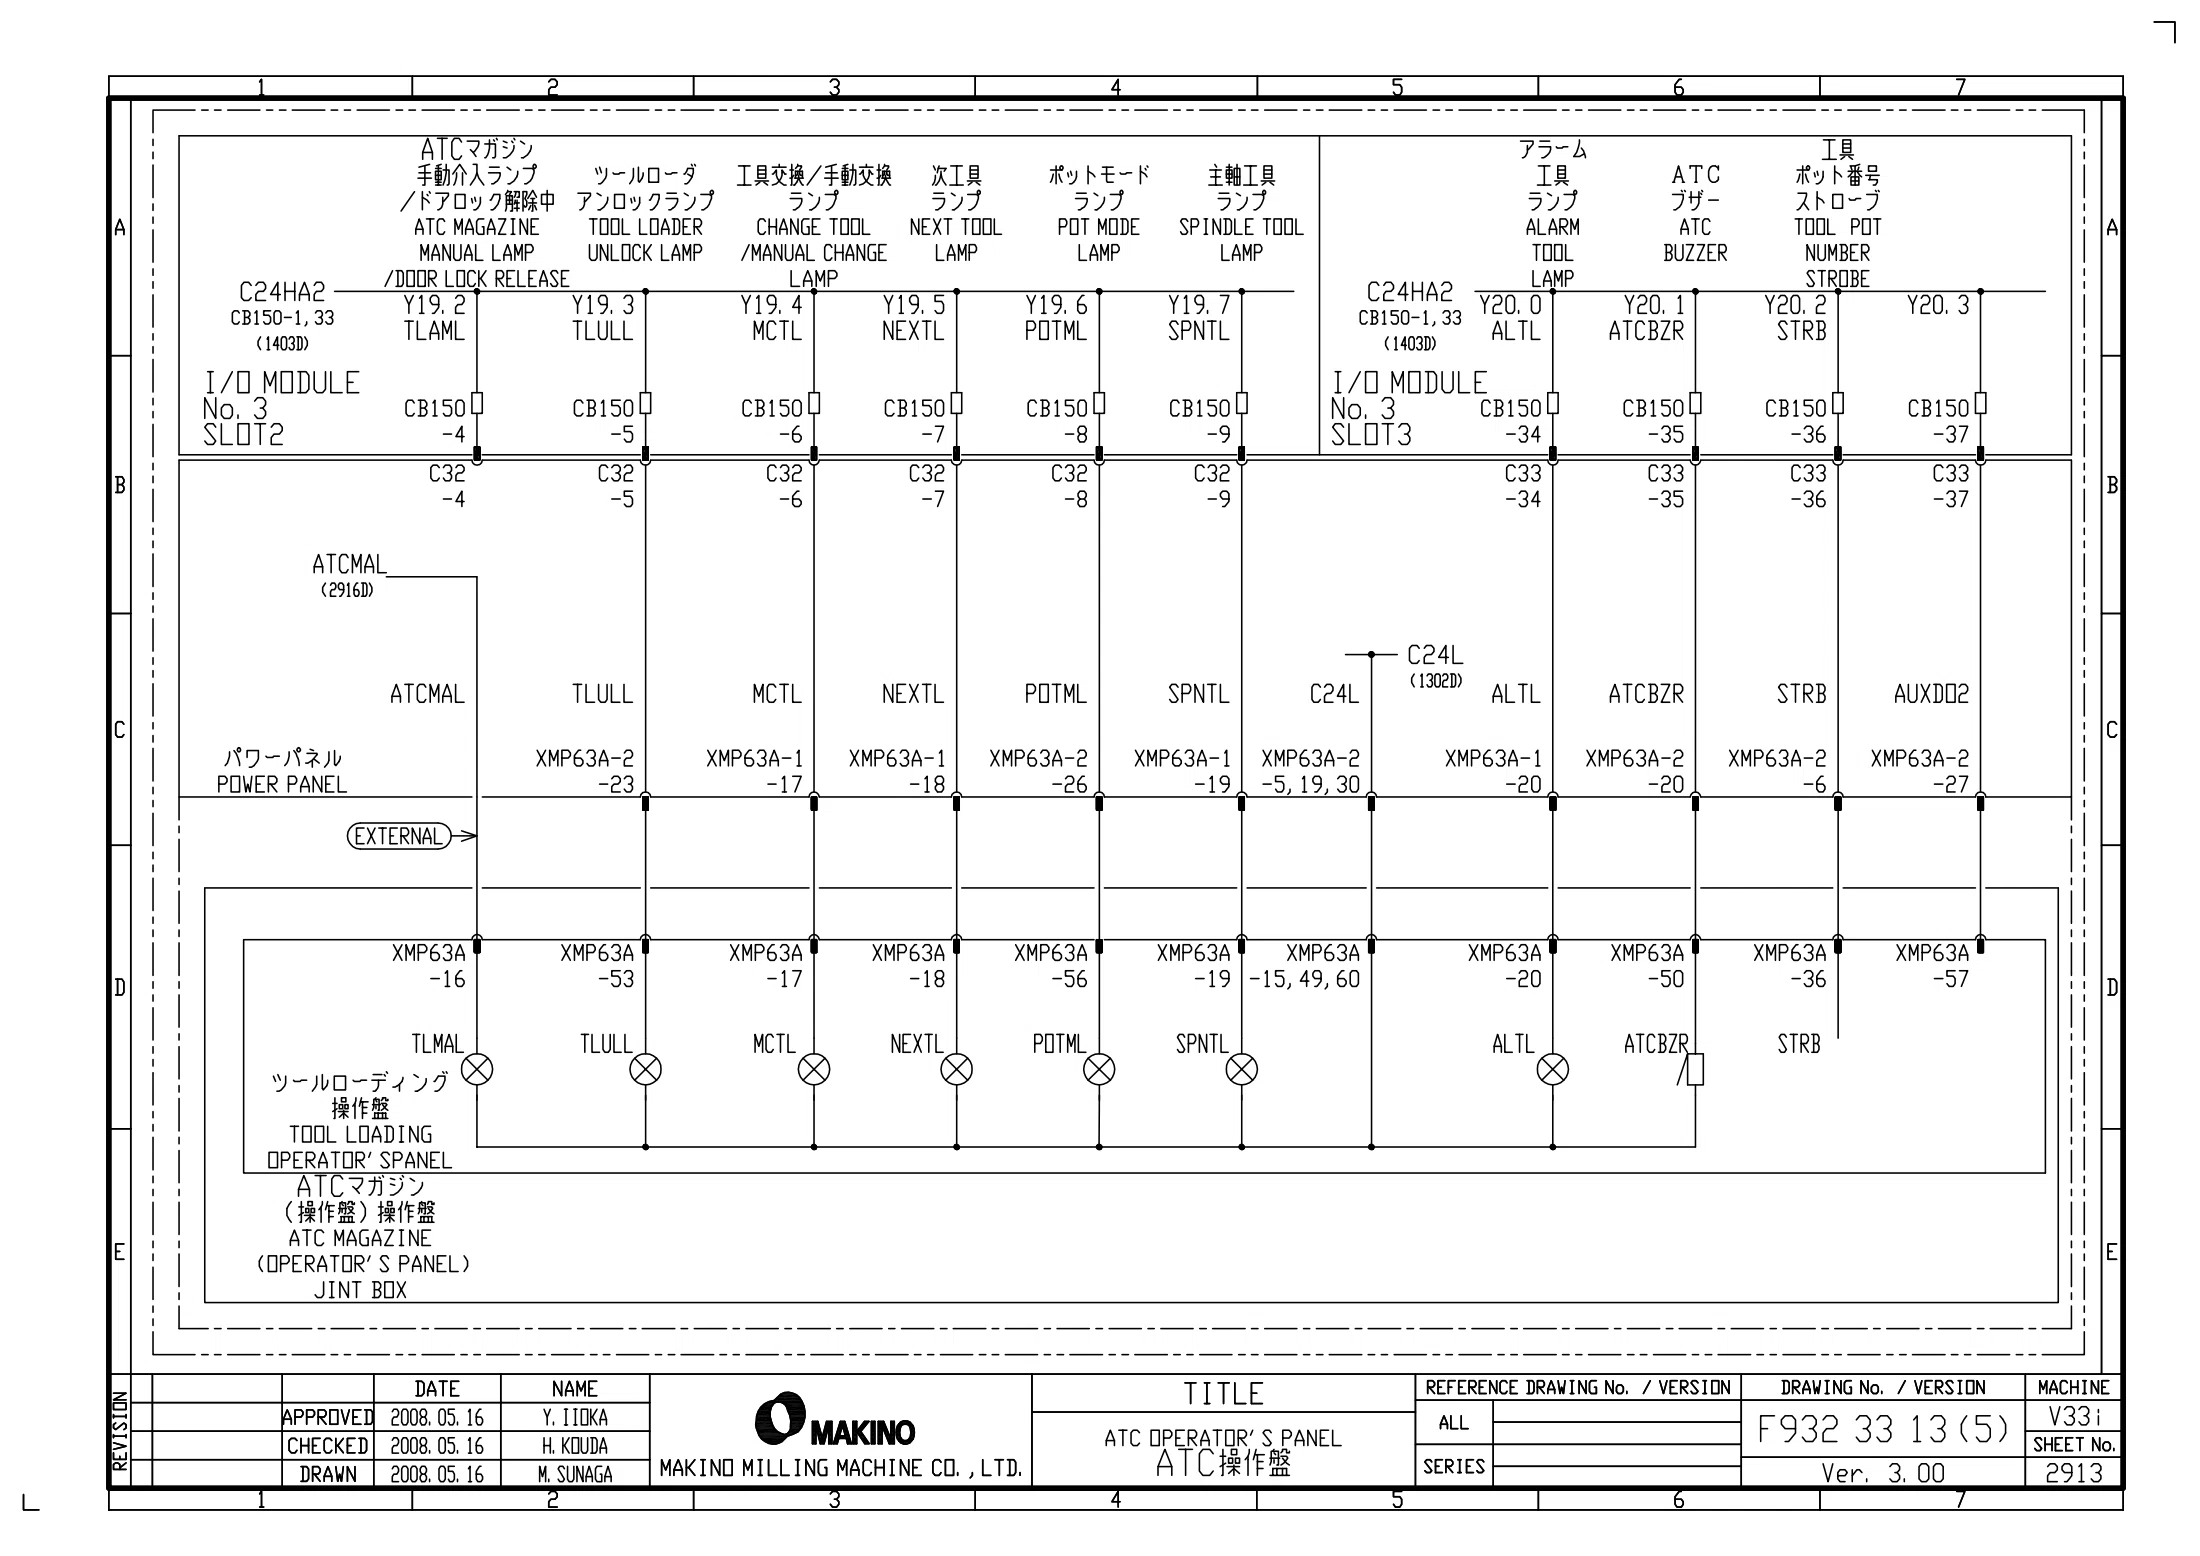 1 2 3 4 5 6 7
ATCマガジン
手動介入ランプ
/ドアロック解除中
ATC MAGAZINE
MANUAL LAMP
/DOOR LOCK RELEASE
ツールローダ
アンロックランプ
TOOL LOADER
UNLOCK LAMP
工具交換/手動交換
ランプ
CHANGE TOOL
/MANUAL CHANGE
LAMP
次工具
ランプ
NEXT TOOL
LAMP
ポットモード
ランプ
POT MODE
LAMP
主軸工具
ランプ
SPINDLE TOOL
LAMP
アラーム
工具
ランプ
ALARM
TOOL
LAMP
ATC
ブザー
ATC
BUZZER
工具
ポット番号
ストローブ
TOOL POT
NUMBER
STROBE
A A
C24HA2
CB150-1,33
(1403D)
Y19.2 Y19.3 Y19.4 Y19.5 Y19.6 Y19.7
TLAML TLULL MCTL NEXTL POTML SPNTL
C24HA2
CB150-1,33
(1403D)
Y20.0 Y20.1 Y20.2 Y20.3
ALTL ATCBZR STRB
I/O MODULE
No.3
SLOT2
CB150 CB150 CB150 CB150 CB150 CB150
-4 -5 -6 -7 -8 -9
I/O MODULE
No.3
SLOT3
CB150 CB150 CB150 CB150
-34 -35 -36 -37
B B
C32 C32 C32 C32 C32 C32 C33 C33 C33 C33
-4 -5 -6 -7 -8 -9 -34 -35 -36 -37
ATCMAL
(2916D)
C24L
(1302D)
ATCMAL TLULL MCTL NEXTL POTML SPNTL C24L ALTL ATCBZR STRB AUXDO2
C C
パワーパネル
POWER PANEL
XMP63A-2 XMP63A-1 XMP63A-1 XMP63A-2 XMP63A-1 XMP63A-2 XMP63A-1 XMP63A-2 XMP63A-2 XMP63A-2
-23 -17 -18 -26 -19 -5,19,30 -20 -20 -6 -27
EXTERNAL
XMP63A XMP63A XMP63A XMP63A XMP63A XMP63A XMP63A XMP63A XMP63A XMP63A XMP63A
-16 -53 -17 -18 -56 -19 -15,49,60 -20 -50 -36 -57
D D
TLMAL TLULL MCTL NEXTL POTML SPNTL ALTL ATCBZR STRB
ツールローディング
操作盤
TOOL LOADING
OPERATOR'SPANEL
ATCマガジン
(操作盤)操作盤
ATC MAGAZINE
(OPERATOR'S PANEL)
JINT BOX
E E
REVISION
DATE NAME
APPROVED 2008.05.16 Y.IIOKA
CHECKED 2008.05.16 H.KOUDA
DRAWN 2008.05.16 M.SUNAGA
MAKINO
MAKINO MILLING MACHINE CO.,LTD.
TITLE
ATC OPERATOR'S PANEL
ATC操作盤
REFERENCE DRAWING No. / VERSION
ALL
SERIES
DRAWING No. / VERSION
F932 33 13(5)
Ver. 3.00
MACHINE
V33i
SHEET No.
2913
1 2 3 4 5 6 7